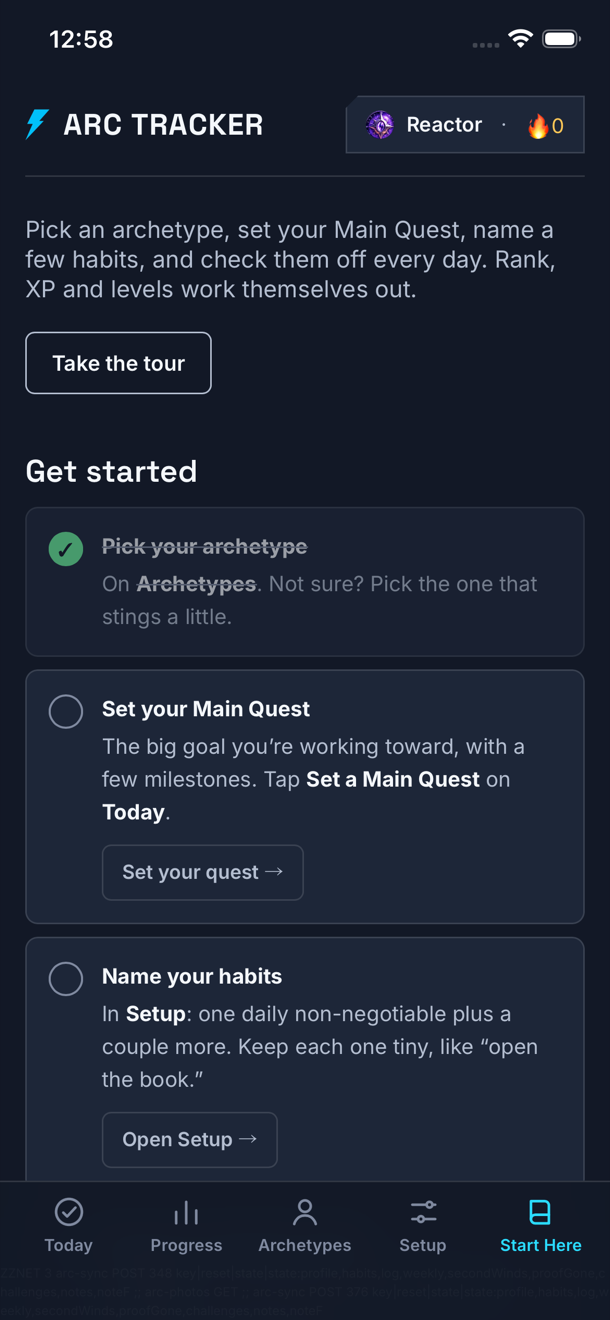 12:58
ARC TRACKER
Reactor · 0
Pick an archetype, set your Main Quest, name a
few habits, and check them off every day. Rank,
XP and levels work themselves out.
Take the tour
Get started
Pick your archetype
On Archetypes. Not sure? Pick the one that
stings a little.
Set your Main Quest
The big goal you’re working toward, with a
few milestones. Tap Set a Main Quest on
Today.
Set your quest →
Name your habits
In Setup: one daily non-negotiable plus a
couple more. Keep each one tiny, like “open
the book.”
Open Setup →
Today
Progress
Archetypes
Setup
Start Here